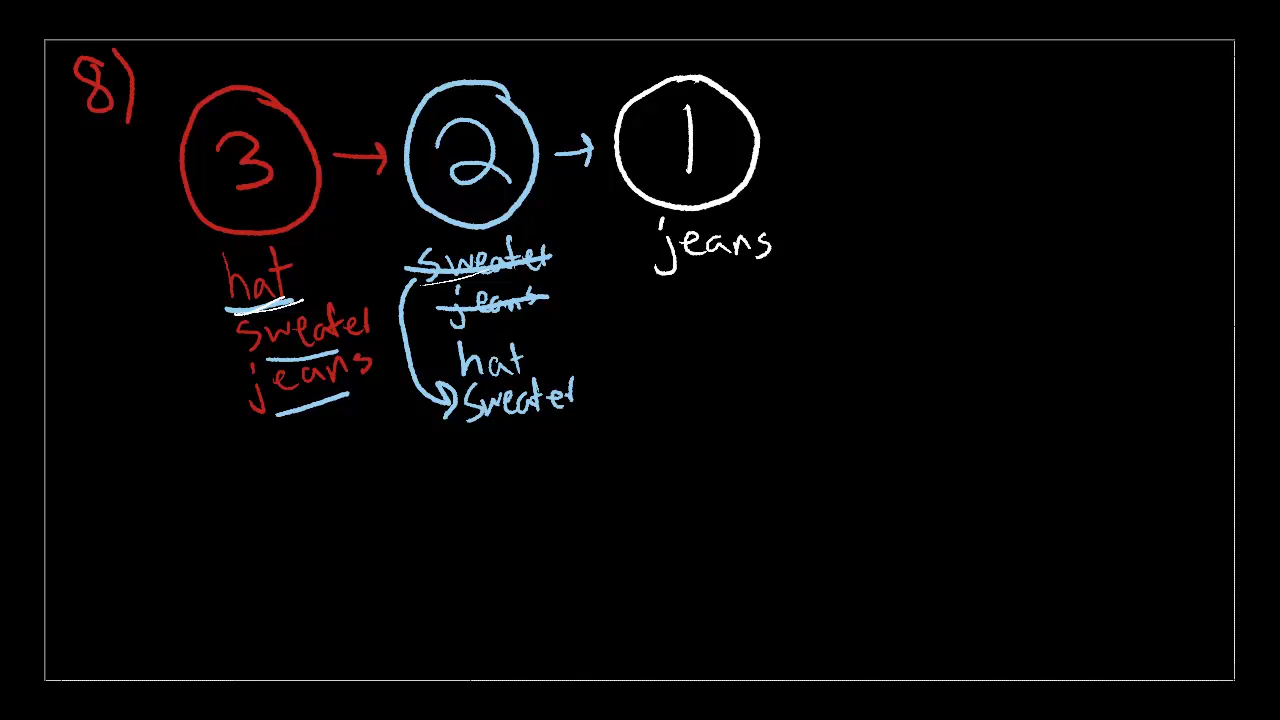 8)
3 → 2 → 1
hat
sweater
jeans
sweater
jeans
hat
sweater
jeans